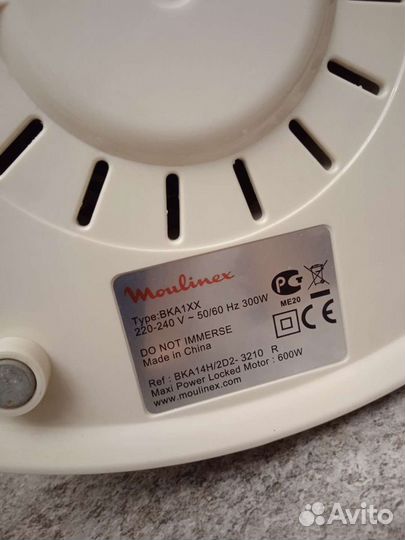 Moulinex
Type:BKA1XX
220-240 V ~ 50/60 Hz 300W
DO NOT IMMERSE
Made in China
Ref : BKA14H/2D2- 3210 R
Maxi Power Locked Motor : 600W
www.moulinex.com
РС
ME20
CE
Avito